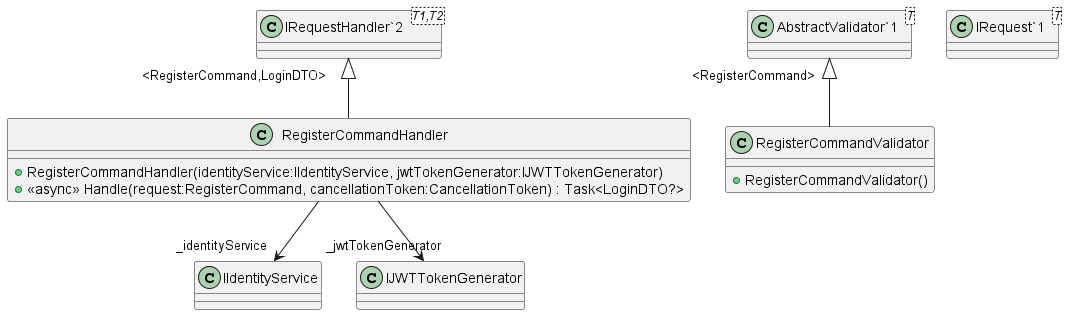 C IRequestHandler`2 T1,T2
C AbstractValidator`1 T
C IRequest`1 T
<RegisterCommand,LoginDTO>
<RegisterCommand>
C RegisterCommandHandler
RegisterCommandHandler(identityService:IIdentityService, jwtTokenGenerator:IJWTTokenGenerator)
«async» Handle(request:RegisterCommand, cancellationToken:CancellationToken) : Task<LoginDTO?>
C RegisterCommandValidator
RegisterCommandValidator()
_identityService
_jwtTokenGenerator
C IIdentityService
C IJWTTokenGenerator